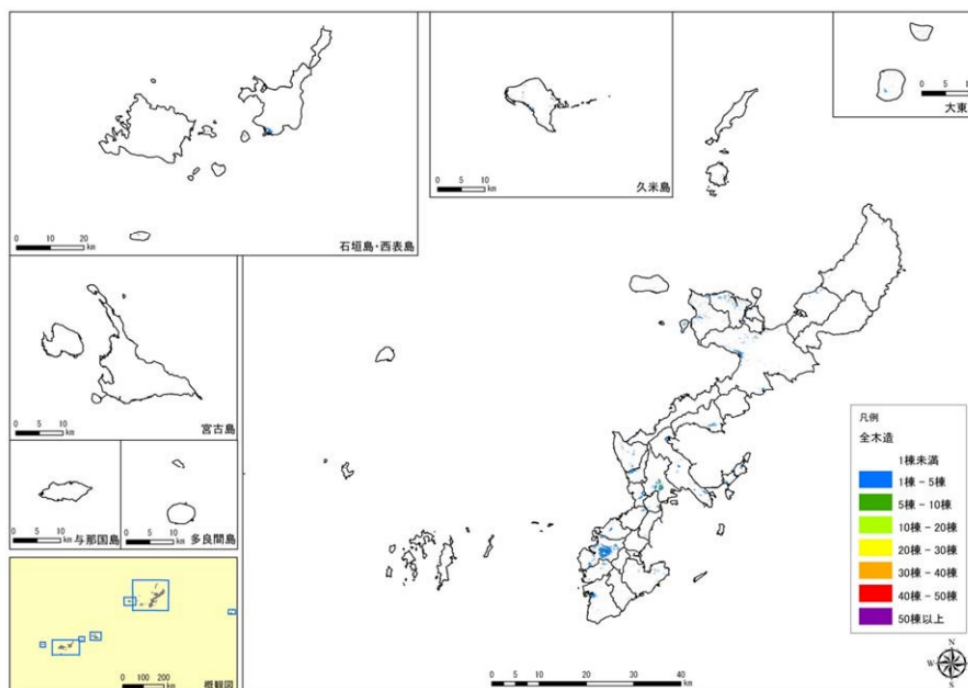 0 5 10
大東
0 5 10
km
久米島
0 10 20
km
石垣島・西表島
0 5 10
km
宮古島
0 5 10
km
与那国島
0 5 10
km
多良間島
0 100 200
km
概観図
凡例
全木造
1棟未満
1棟 - 5棟
5棟 - 10棟
10棟 - 20棟
20棟 - 30棟
30棟 - 40棟
40棟 - 50棟
50棟以上
0 10 20 30 40
km
N
W
E
S